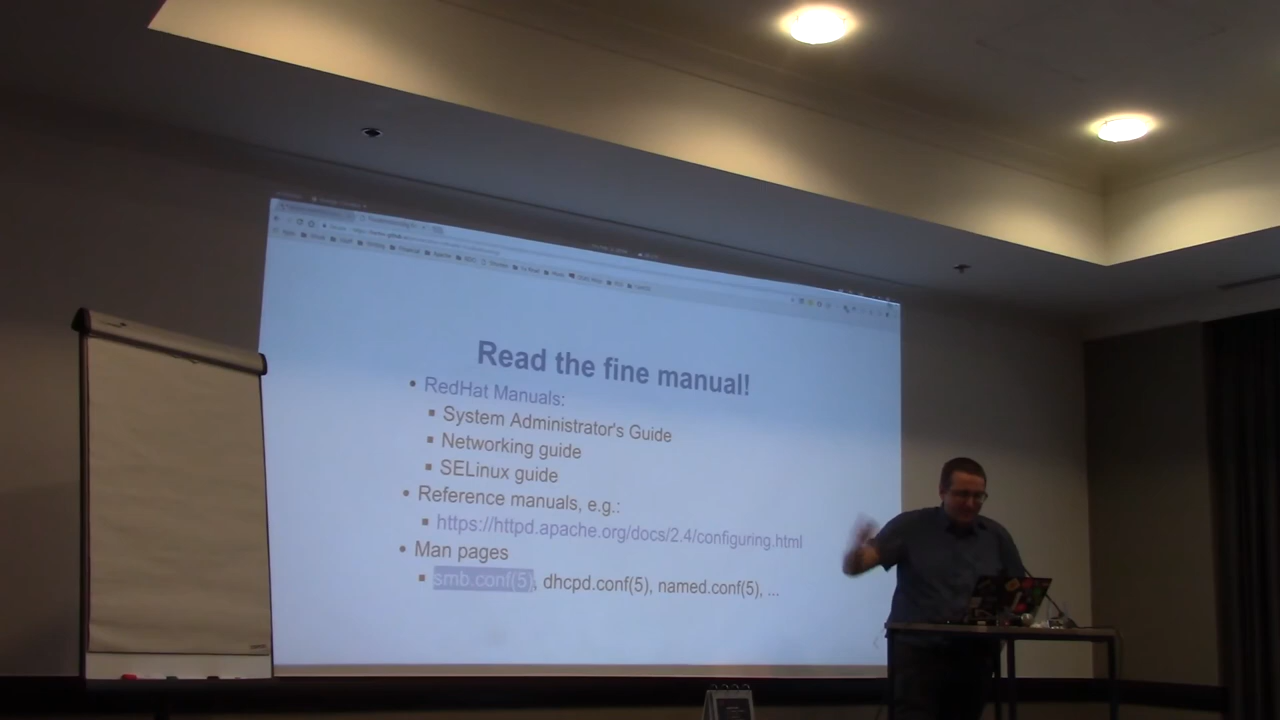 Read the fine manual!
RedHat Manuals:
System Administrator's Guide
Networking guide
SELinux guide
Reference manuals, e.g.:
https://httpd.apache.org/docs/2.4/configuring.html
Man pages
smb.conf(5), dhcpd.conf(5), named.conf(5), ...